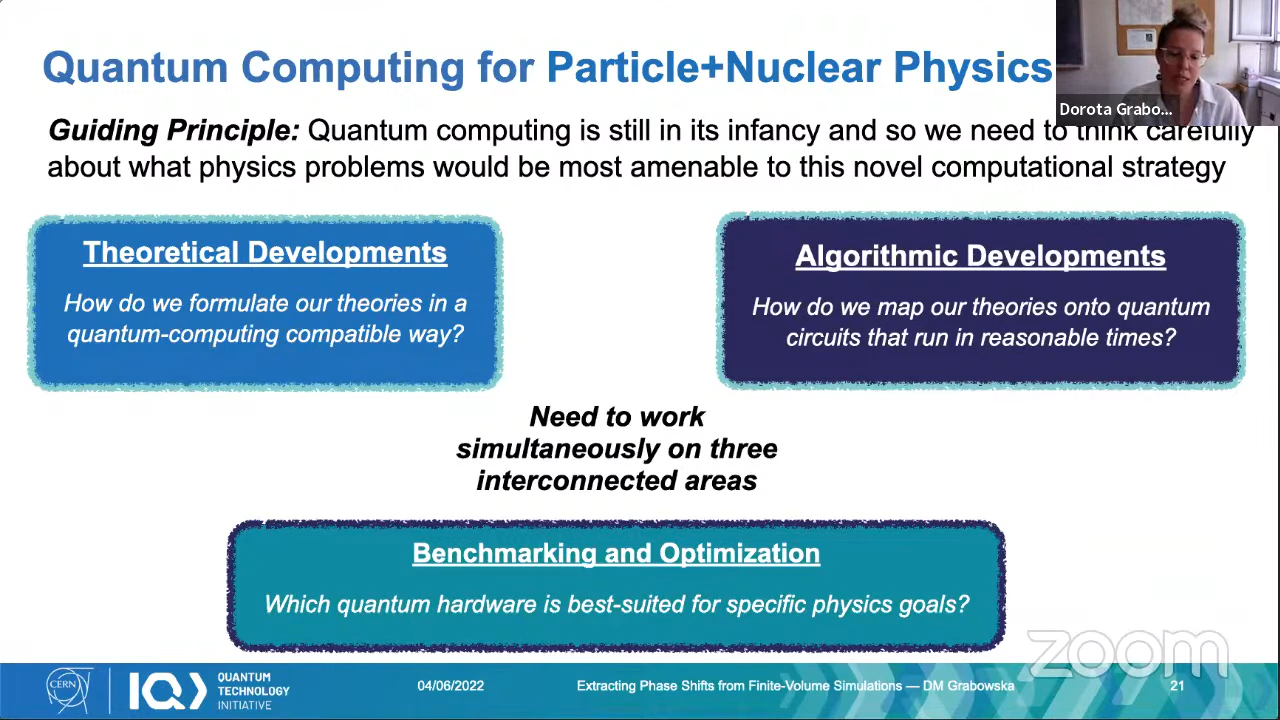 Quantum Computing for Particle+Nuclear Physics
Dorota Grabo...
Guiding Principle: Quantum computing is still in its infancy and so we need to think carefully
about what physics problems would be most amenable to this novel computational strategy
Theoretical Developments
How do we formulate our theories in a
quantum-computing compatible way?
Algorithmic Developments
How do we map our theories onto quantum
circuits that run in reasonable times?
Need to work
simultaneously on three
interconnected areas
Benchmarking and Optimization
Which quantum hardware is best-suited for specific physics goals?
zoom
CERN
QUANTUM
TECHNOLOGY
INITIATIVE
04/06/2022
Extracting Phase Shifts from Finite-Volume Simulations — DM Grabowska
21